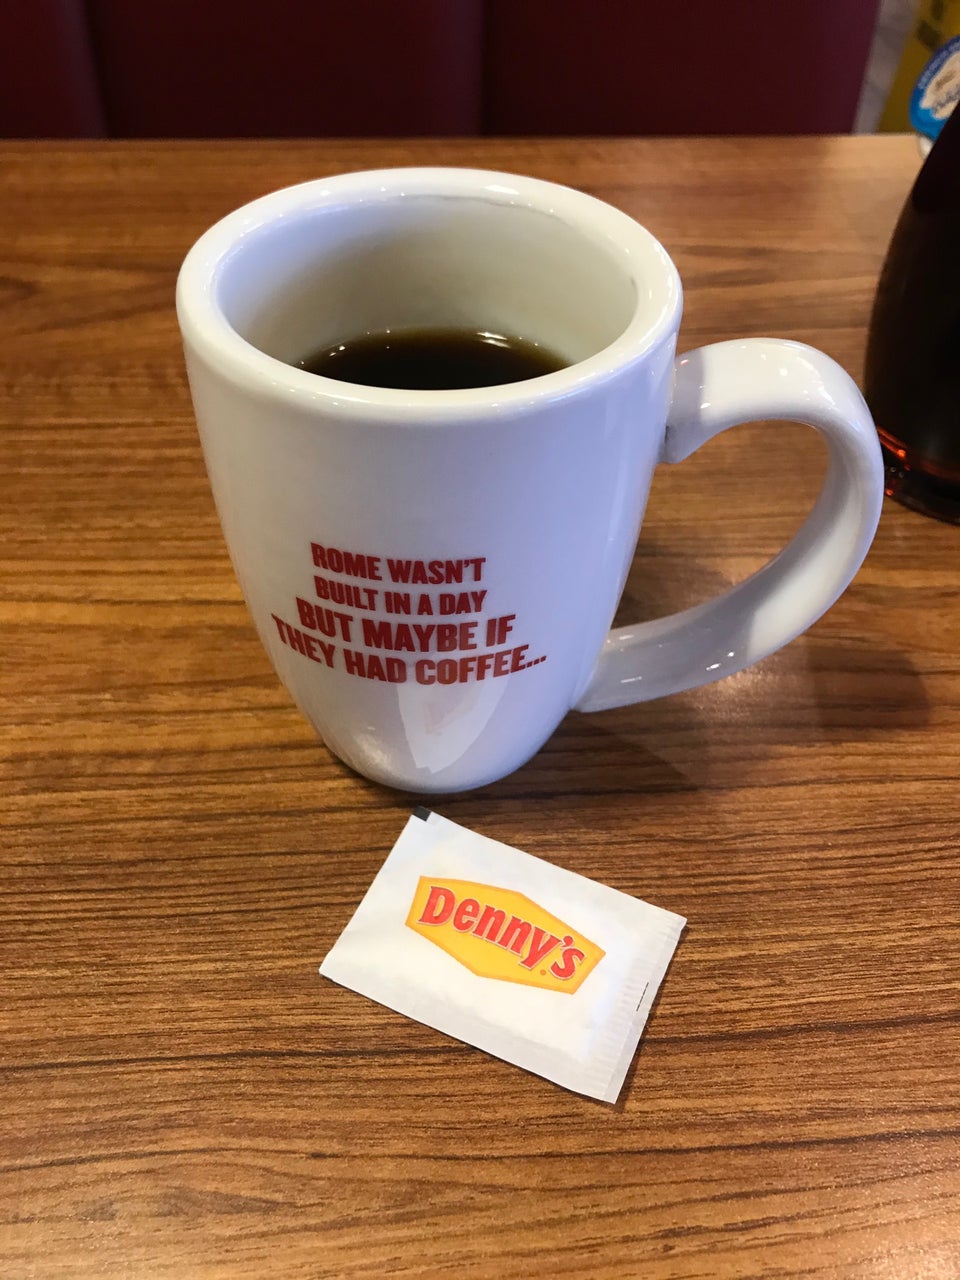 ROME WASN'T
BUILT IN A DAY
BUT MAYBE IF
THEY HAD COFFEE...
Denny's